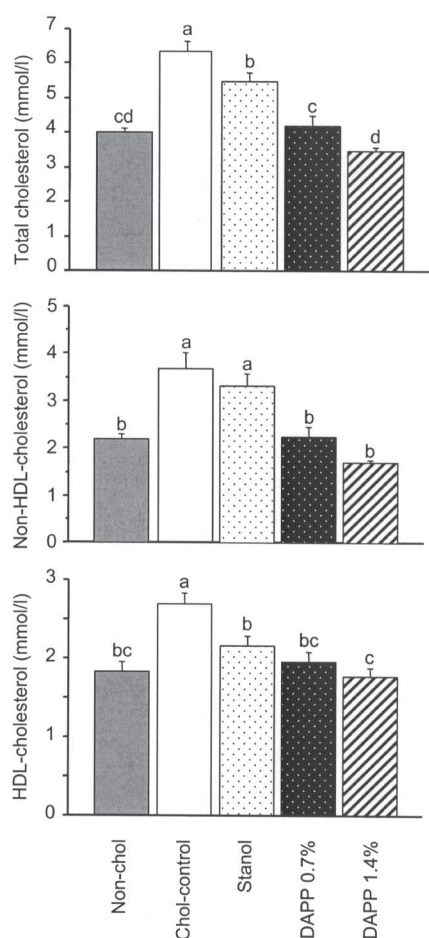 Total cholesterol (mmol/l)
7
6
5
4
3
2
1
0
cd
a
b
c
d
Non-HDL-cholesterol (mmol/l)
5
4
3
2
1
0
b
a
a
b
b
HDL-cholesterol (mmol/l)
3
2
1
0
bc
a
b
bc
c
Non-chol
Chol-control
Stanol
DAPP 0.7%
DAPP 1.4%